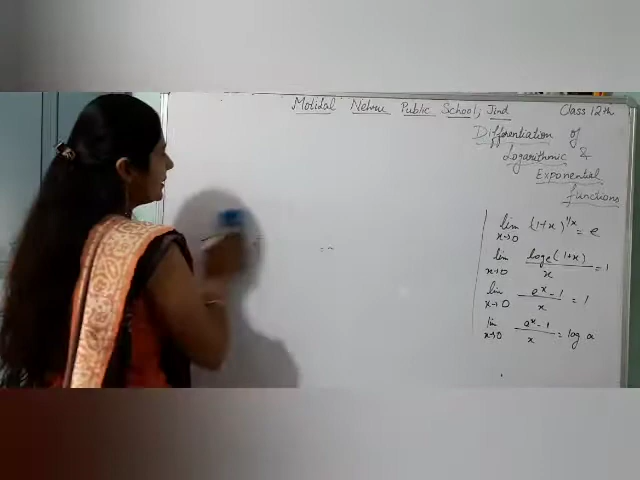 Motilal Nehru Public School, Jind Class 12th
Differentiation of
Logarithmic &
Exponential
functions
lim x→0 (1+x)^1/x = e
lim x→0 loge(1+x)/x = 1
lim x→0 e^x-1/x = 1
lim x→0 a^x-1/x = log a